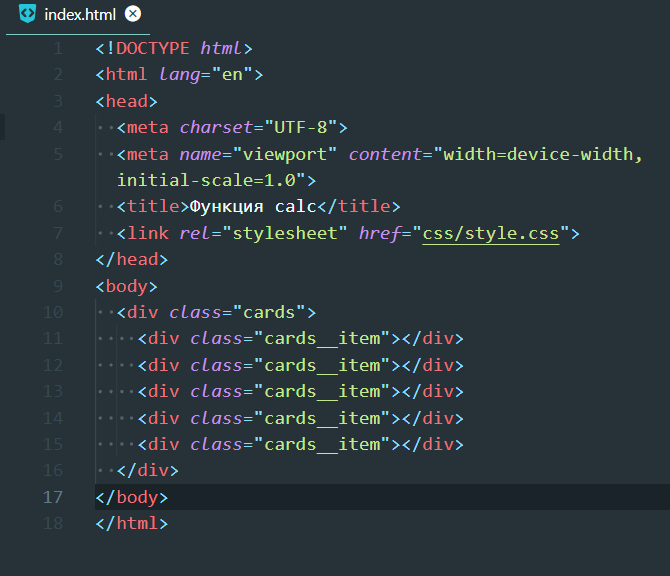 index.html
1 <!DOCTYPE html>
2 <html lang="en">
3 <head>
4   <meta charset="UTF-8">
5   <meta name="viewport" content="width=device-width,
initial-scale=1.0">
6   <title>Функция calc</title>
7   <link rel="stylesheet" href="css/style.css">
8 </head>
9 <body>
10   <div class="cards">
11     <div class="cards__item"></div>
12     <div class="cards__item"></div>
13     <div class="cards__item"></div>
14     <div class="cards__item"></div>
15     <div class="cards__item"></div>
16   </div>
17 </body>
18 </html>